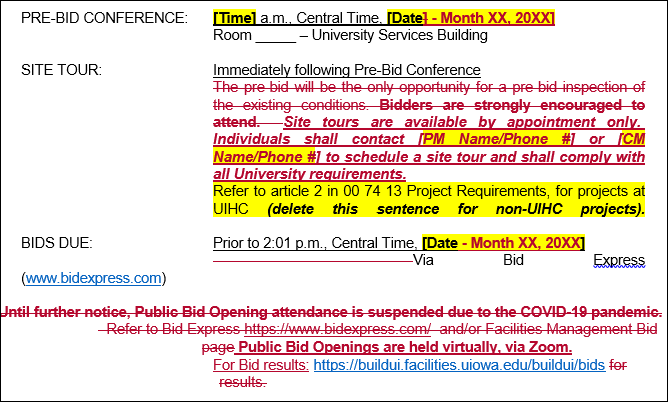 PRE-BID CONFERENCE: [Time] a.m., Central Time, [Date] - Month XX, 20XX]
Room _____ – University Services Building
SITE TOUR: Immediately following Pre-Bid Conference
The pre bid will be the only opportunity for a pre bid inspection of
the existing conditions. Bidders are strongly encouraged to
attend. Site tours are available by appointment only.
Individuals shall contact [PM Name/Phone #] or [CM
Name/Phone #] to schedule a site tour and shall comply with
all University requirements.
Refer to article 2 in 00 74 13 Project Requirements, for projects at
UIHC (delete this sentence for non-UIHC projects).
BIDS DUE: Prior to 2:01 p.m., Central Time, [Date - Month XX, 20XX]
Via Bid Express
(www.bidexpress.com)
Until further notice, Public Bid Opening attendance is suspended due to the COVID-19 pandemic.
Refer to Bid Express https://www.bidexpress.com/ and/or Facilities Management Bid
page Public Bid Openings are held virtually, via Zoom.
For Bid results: https://buildui.facilities.uiowa.edu/buildui/bids for
results.